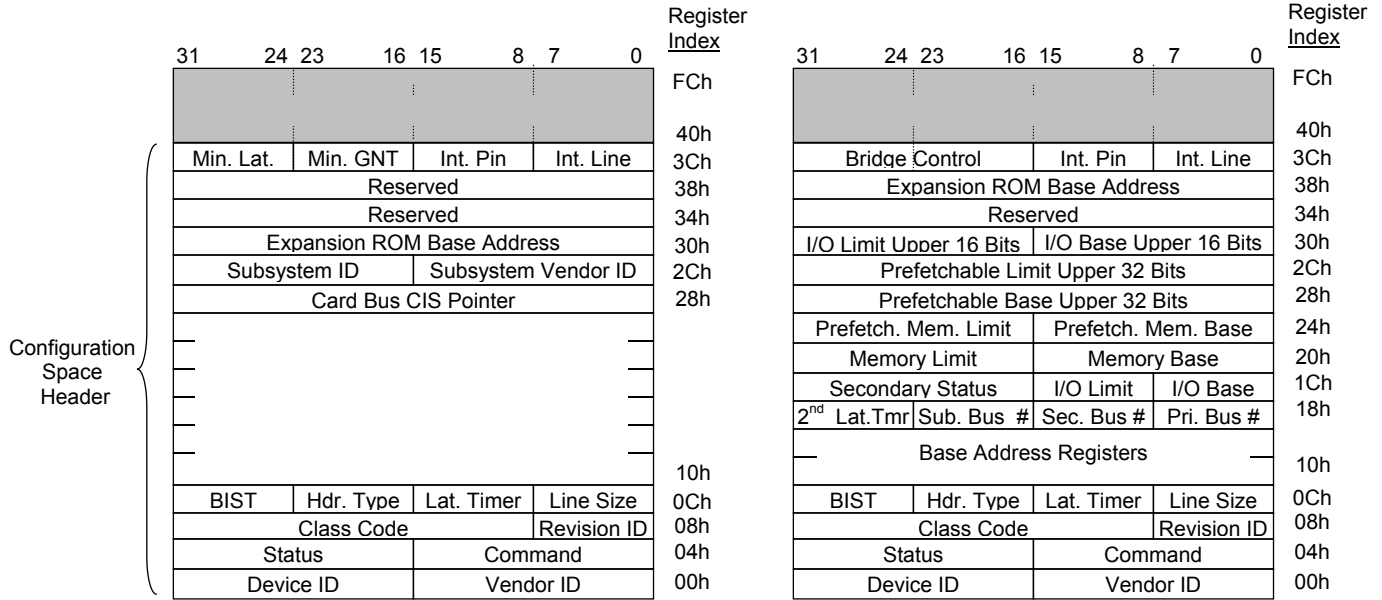 Register
Index
31 24 23 16 15 8 7 0
FCh
40h
Min. Lat. Min. GNT Int. Pin Int. Line 3Ch
Reserved 38h
Reserved 34h
Expansion ROM Base Address 30h
Subsystem ID Subsystem Vendor ID 2Ch
Card Bus CIS Pointer 28h
Configuration
Space
Header
10h
BIST Hdr. Type Lat. Timer Line Size 0Ch
Class Code Revision ID 08h
Status Command 04h
Device ID Vendor ID 00h
Register
Index
31 24 23 16 15 8 7 0
FCh
40h
Bridge Control Int. Pin Int. Line 3Ch
Expansion ROM Base Address 38h
Reserved 34h
I/O Limit Upper 16 Bits I/O Base Upper 16 Bits 30h
Prefetchable Limit Upper 32 Bits 2Ch
Prefetchable Base Upper 32 Bits 28h
Prefetch. Mem. Limit Prefetch. Mem. Base 24h
Memory Limit Memory Base 20h
Secondary Status I/O Limit I/O Base 1Ch
2nd Lat.Tmr Sub. Bus # Sec. Bus # Pri. Bus # 18h
Base Address Registers
10h
BIST Hdr. Type Lat. Timer Line Size 0Ch
Class Code Revision ID 08h
Status Command 04h
Device ID Vendor ID 00h